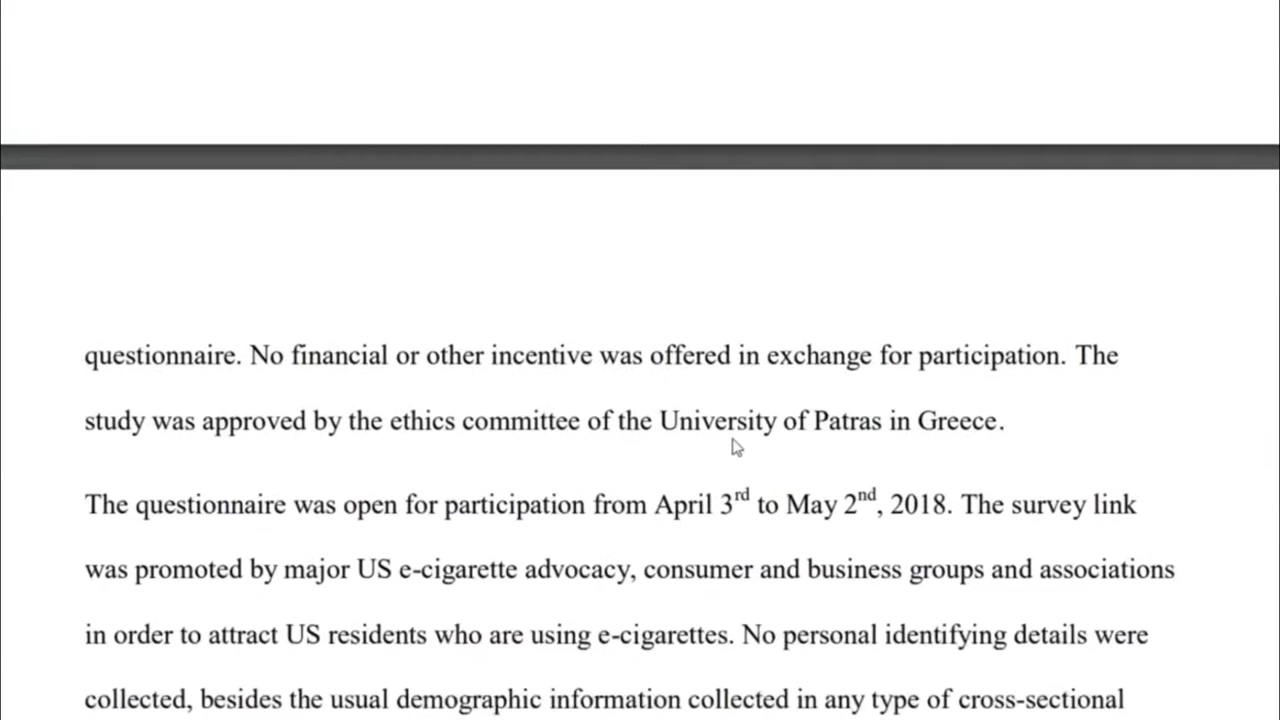 questionnaire. No financial or other incentive was offered in exchange for participation. The
study was approved by the ethics committee of the University of Patras in Greece.
The questionnaire was open for participation from April 3rd to May 2nd, 2018. The survey link
was promoted by major US e-cigarette advocacy, consumer and business groups and associations
in order to attract US residents who are using e-cigarettes. No personal identifying details were
collected, besides the usual demographic information collected in any type of cross-sectional